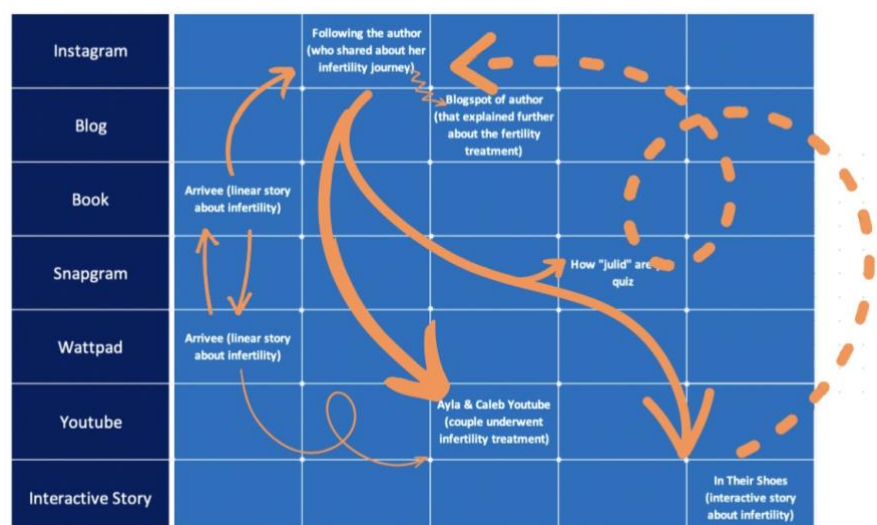 Instagram
Following the author
(who shared about her
infertility journey)
Blog
Blogspot of author
(that explained further
about the fertility
treatment)
Book
Arrivee (linear story
about infertility)
Snapgram
How "julid" are
quiz
Wattpad
Arrivee (linear story
about infertility)
Youtube
Ayla & Caleb Youtube
(couple underwent
infertility treatment)
Interactive Story
In Their Shoes
(interactive story
about infertility)